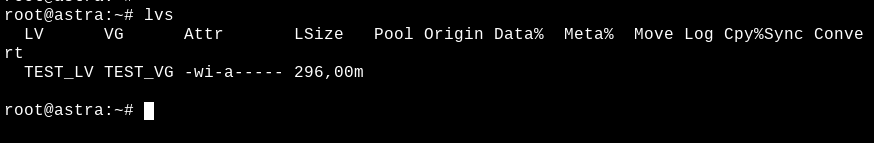 root@astra:~# lvs
  LV      VG      Attr       LSize   Pool Origin Data%  Meta%  Move Log Cpy%Sync Conve
rt
  TEST_LV TEST_VG -wi-a----- 296,00m
root@astra:~#